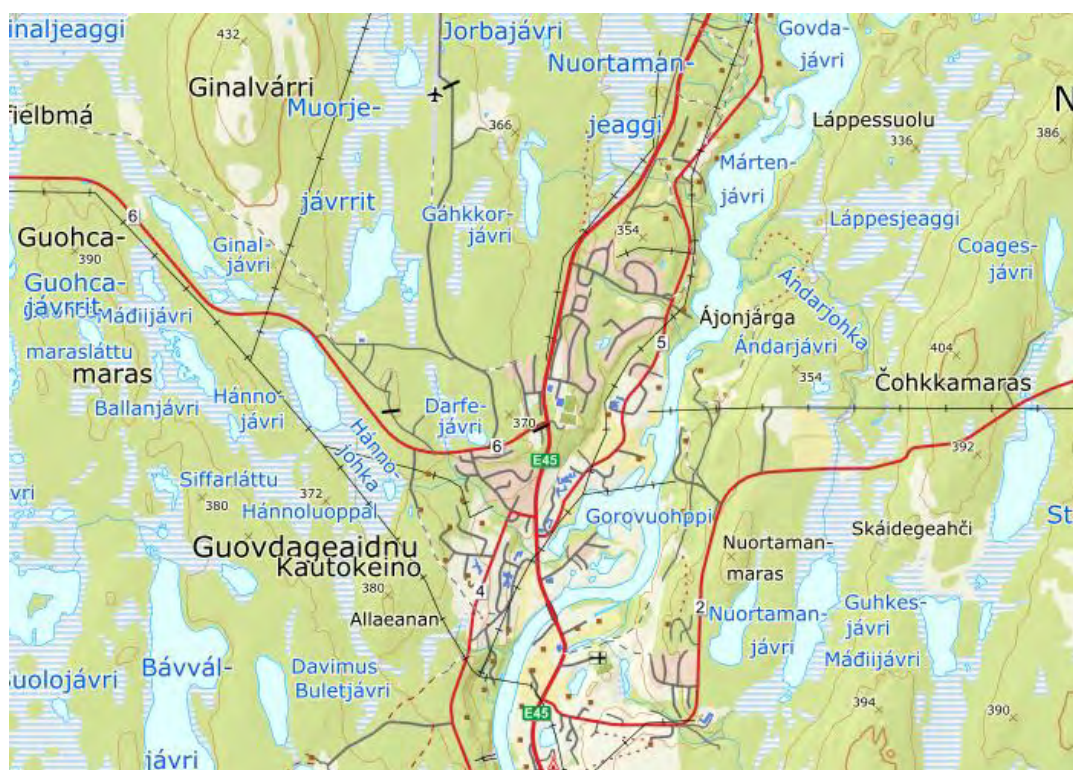 inaljeaggi
432
Jorbajávri
Govda-
jávri
Ginalvárri
Nuortaman-
jeaggi
fielbmá
Muorje-
jávrrit
366
Láppessuolu
N
386
336
Márten-
jávri
6
Guohca-
390
Ginal-
jávri
Gáhkkor-
jávri
354
Láppesjeaggi
Coages-
jávri
Guohca-
jávrrit
Máđiijávri
Ándarjohka
Ájonjárga
marasláttu
maras
5
Ándarjávri
404
354
Čohkkamaras
Ballanjávri
Hánno-
jávri
Darfe-
jávri
370
Hánno-
johka
6
E45
392
vri
Siffarláttu
380
372
Hánnoluoppal
Gorovuohppi
St
Skáidegeahči
Guovdageaidnu
Kautokeino
Nuortaman-
maras
380
4
2
Allaeanan
Nuortaman-
jávri
Guhkes-
jávri
Máđiijávri
uolojávri
Bávvál-
jávri
Davimus
Buletjávri
E45
394
390